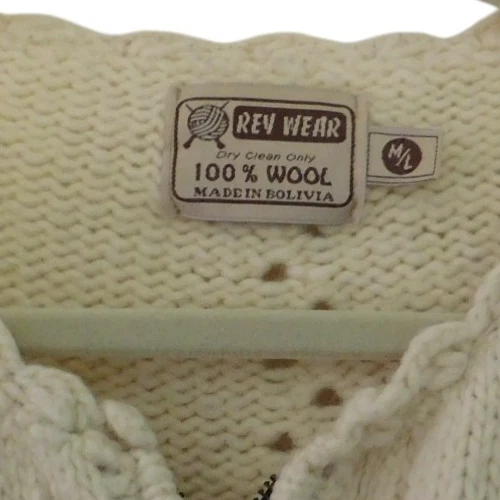 REV WEAR
Dry Clean Only
100% WOOL
MADE IN BOLIVIA
M/L